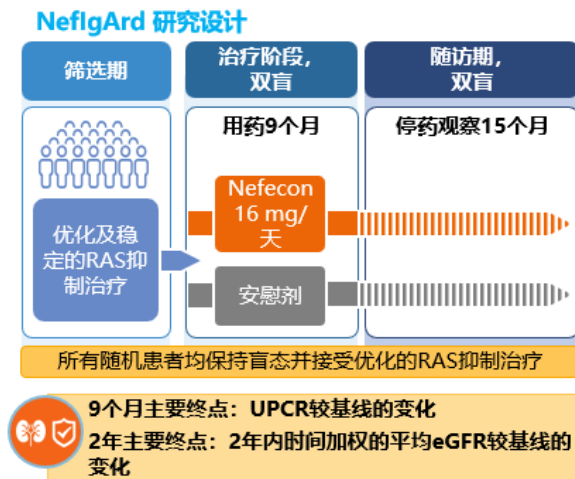 NefIgArd 研究设计
筛选期
治疗阶段，
双盲
随访期，
双盲
用药9个月
停药观察15个月
优化及稳
定的RAS抑
制治疗
Nefecon
16 mg/
天
安慰剂
所有随机患者均保持盲态并接受优化的RAS抑制治疗
9个月主要终点：UPCR较基线的变化
2年主要终点：2年内时间加权的平均eGFR较基线的
变化